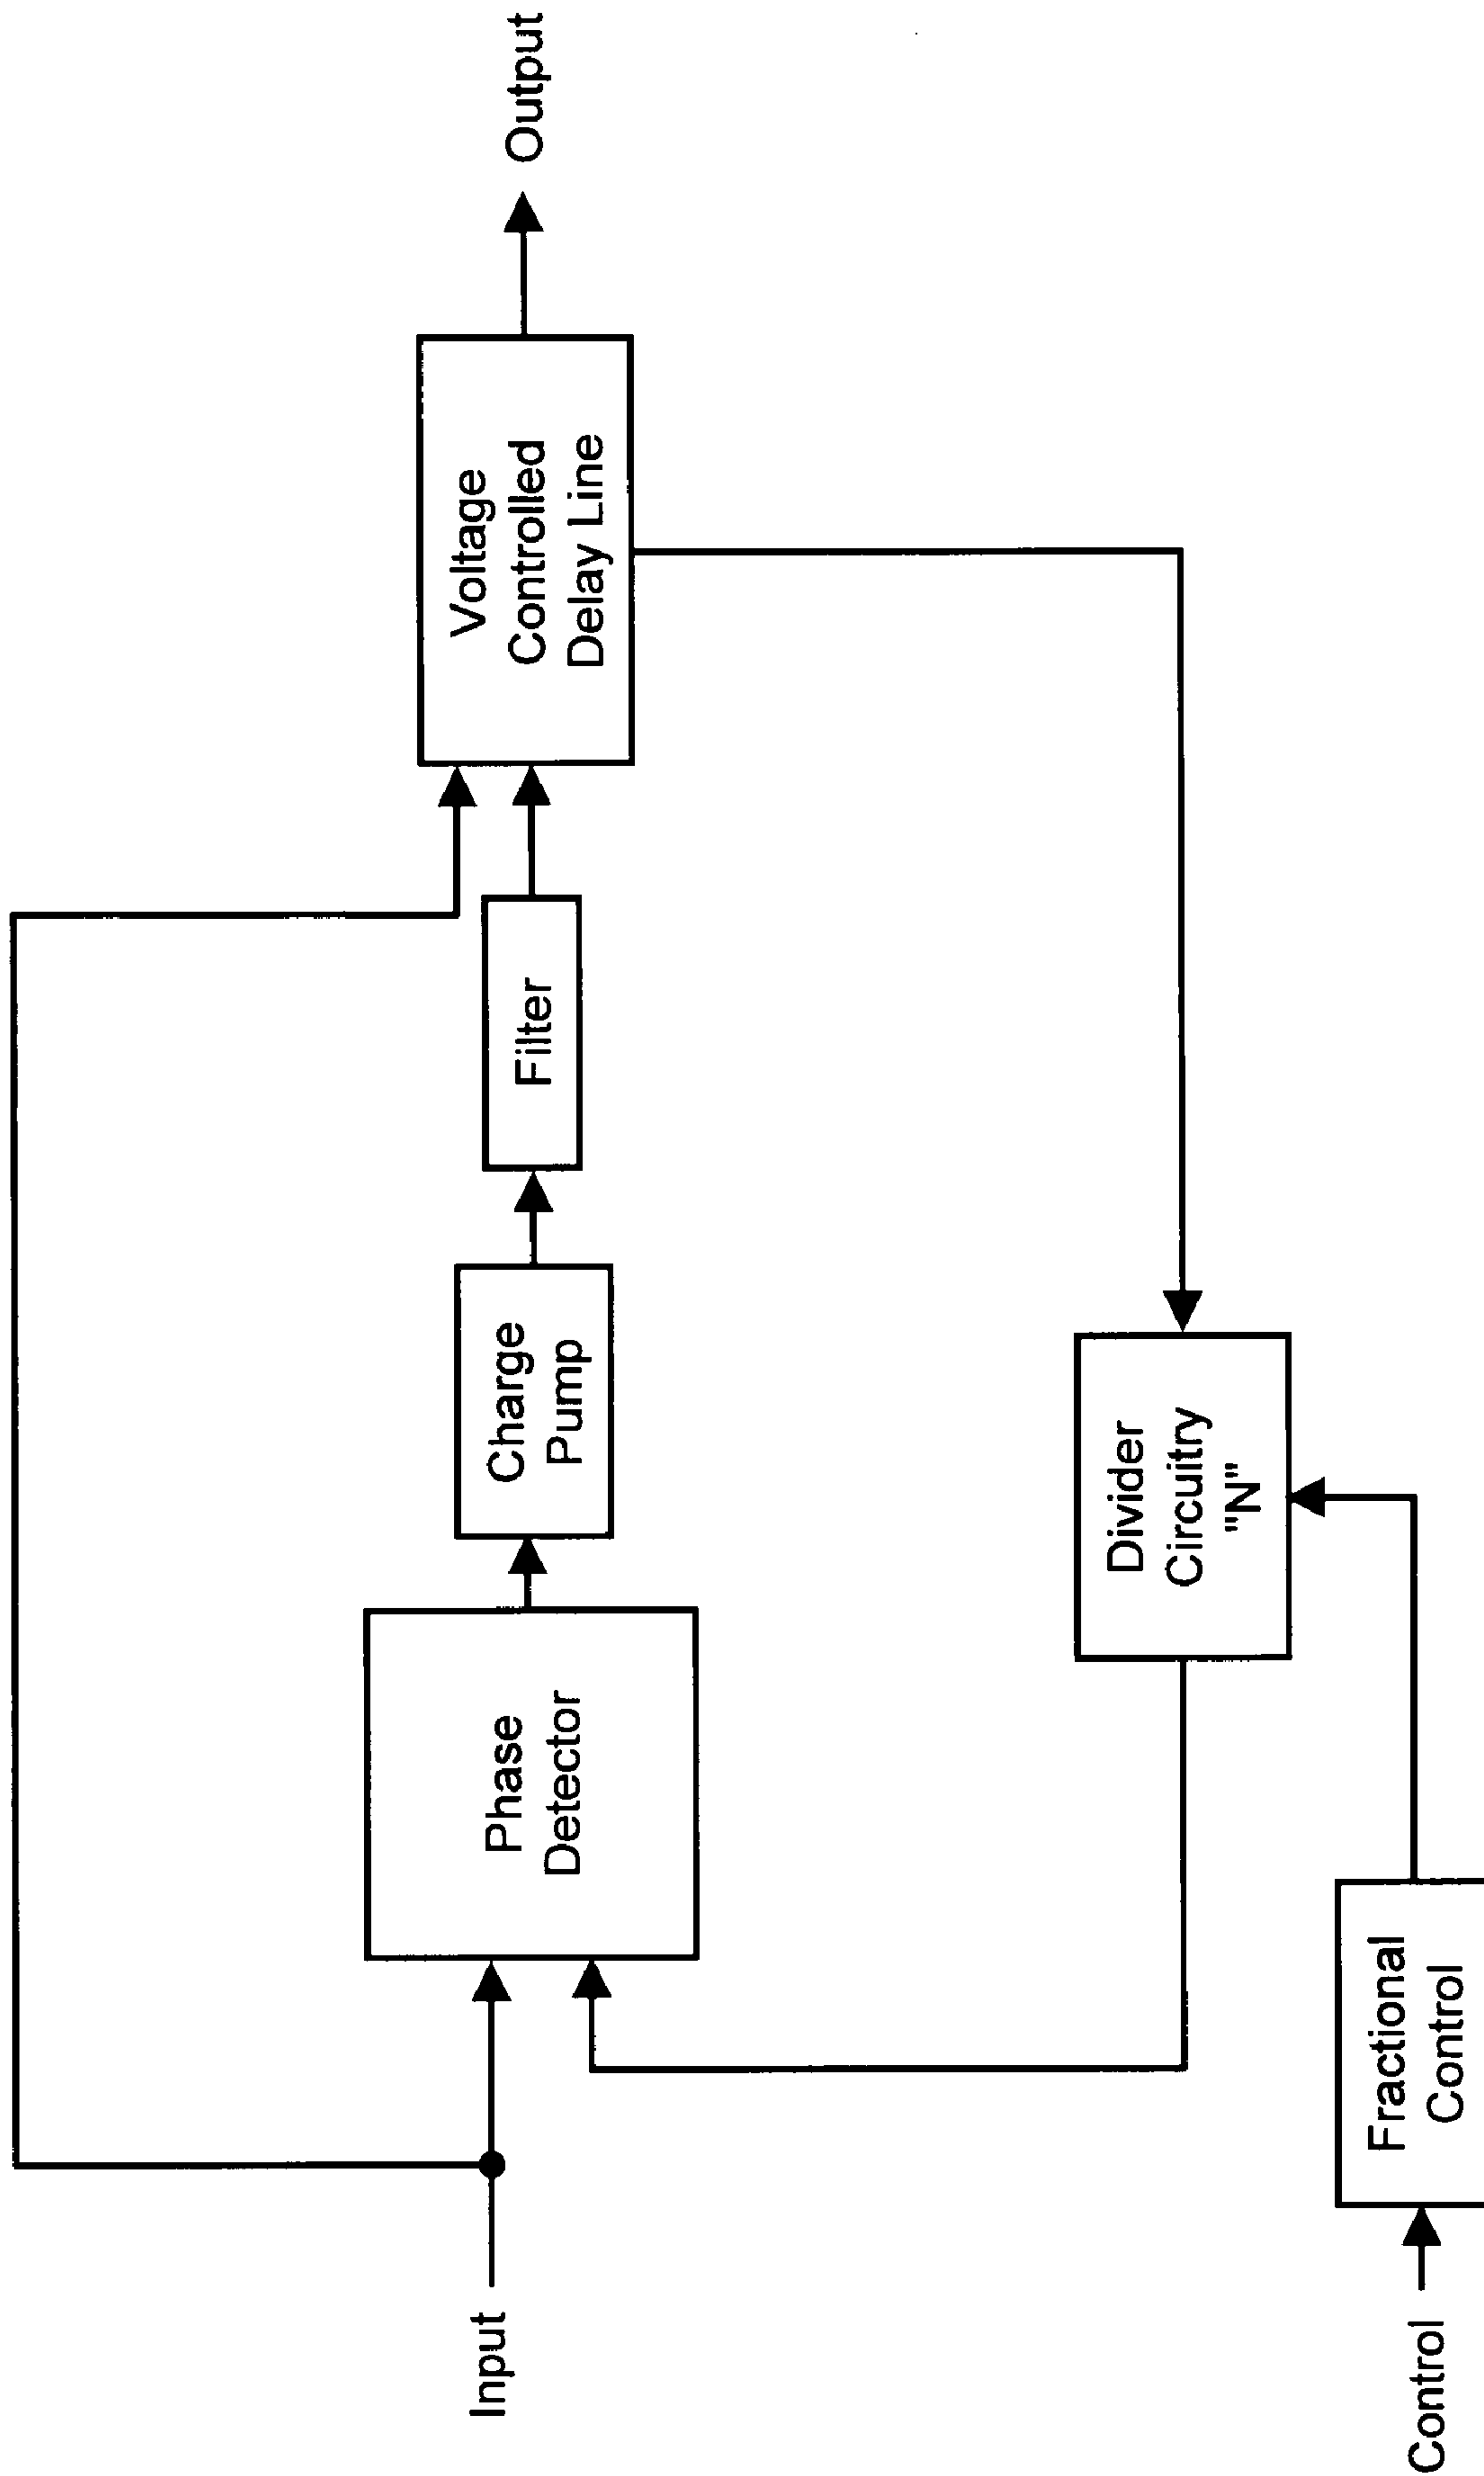 Input
Phase
Detector
Charge
Pump
Filter
Voltage
Controlled
Delay Line
Output
Divider
Circuitry
"N"
Control
Fractional
Control